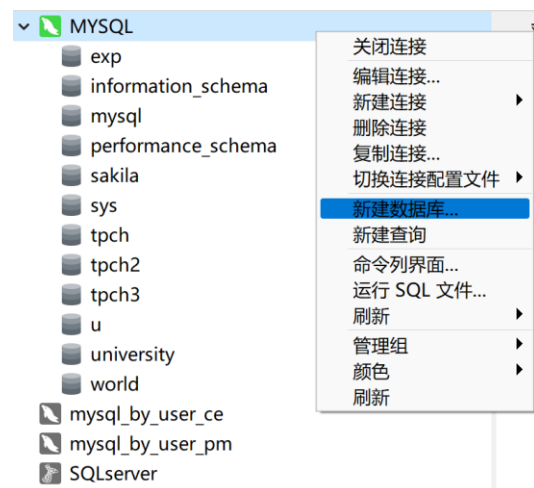 MYSQL
exp
information_schema
mysql
performance_schema
sakila
sys
tpch
tpch2
tpch3
u
university
world
mysql_by_user_ce
mysql_by_user_pm
SQLserver
关闭连接
编辑连接...
新建连接
删除连接
复制连接...
切换连接配置文件
新建数据库...
新建查询
命令列界面...
运行 SQL 文件...
刷新
管理组
颜色
刷新